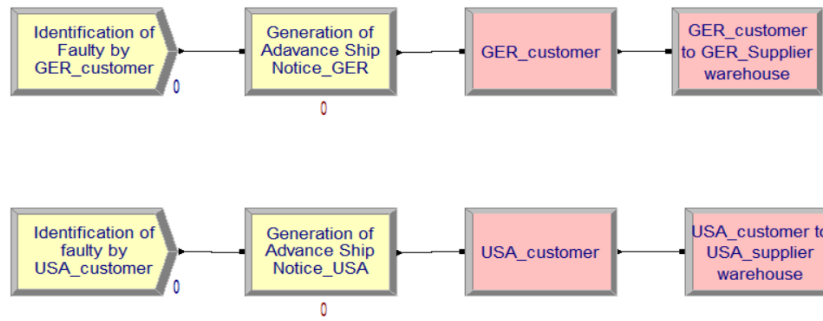 Identification of
Faulty by
GER_customer
0
Generation of
Adavance Ship
Notice_GER
0
GER_customer
GER_customer
to GER_Supplier
warehouse
Identification of
faulty by
USA_customer
0
Generation of
Advance Ship
Notice_USA
0
USA_customer
USA_customer to
USA_supplier
warehouse